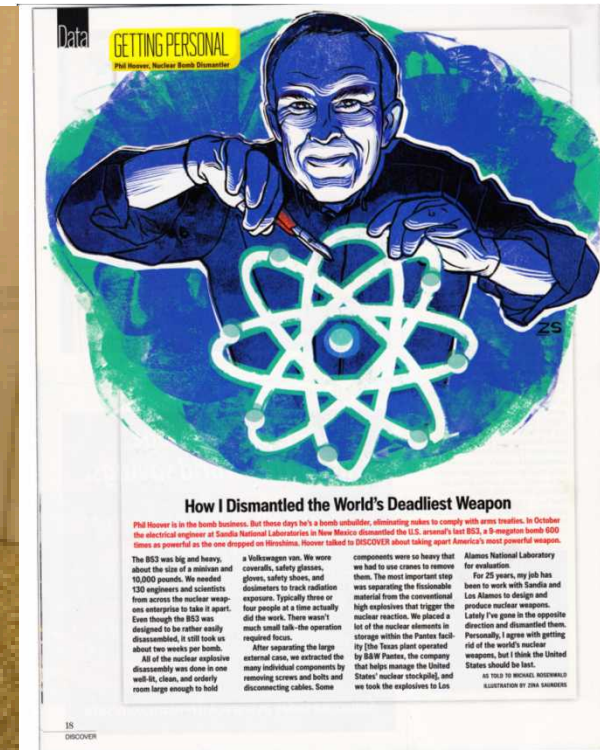 Data
GETTING PERSONAL
Phil Hoover, Nuclear Bomb Dismantler
ZS
How I Dismantled the World's Deadliest Weapon
Phil Hoover is in the bomb business. But these days he's a bomb unbuilder, eliminating nukes to comply with arms treaties. In October
the electrical engineer at Sandia National Laboratories in New Mexico dismantled the U.S. arsenal's last B53, a 9-megaton bomb 600
times as powerful as the one dropped on Hiroshima. Hoover talked to DISCOVER about taking apart America's most powerful weapon.
The B53 was big and heavy,
about the size of a minivan and
10,000 pounds. We needed
130 engineers and scientists
from across the nuclear weap-
ons enterprise to take it apart.
Even though the B53 was
designed to be rather easily
disassembled, it still took us
about two weeks per bomb.
All of the nuclear explosive
disassembly was done in one
well-lit, clean, and orderly
room large enough to hold
a Volkswagen van. We wore
coveralls, safety glasses,
gloves, safety shoes, and
dosimeters to track radiation
exposure. Typically three or
four people at a time actually
did the work. There wasn't
much small talk–the operation
required focus.
After separating the large
external case, we extracted the
many individual components by
removing screws and bolts and
disconnecting cables. Some
components were so heavy that
we had to use cranes to remove
them. The most important step
was separating the fissionable
material from the conventional
high explosives that trigger the
nuclear reaction. We placed a
lot of the nuclear elements in
storage within the Pantex facil-
ity [the Texas plant operated
by B&W Pantex, the company
that helps manage the United
States' nuclear stockpile], and
we took the explosives to Los
Alamos National Laboratory
for evaluation.
For 25 years, my job has
been to work with Sandia and
Los Alamos to design and
produce nuclear weapons.
Lately I've gone in the opposite
direction and dismantled them.
Personally, I agree with getting
rid of the world's nuclear
weapons, but I think the United
States should be last.
AS TOLD TO MICHAEL ROSENWALD
ILLUSTRATION BY ZINA SAUNDERS
18
DISCOVER